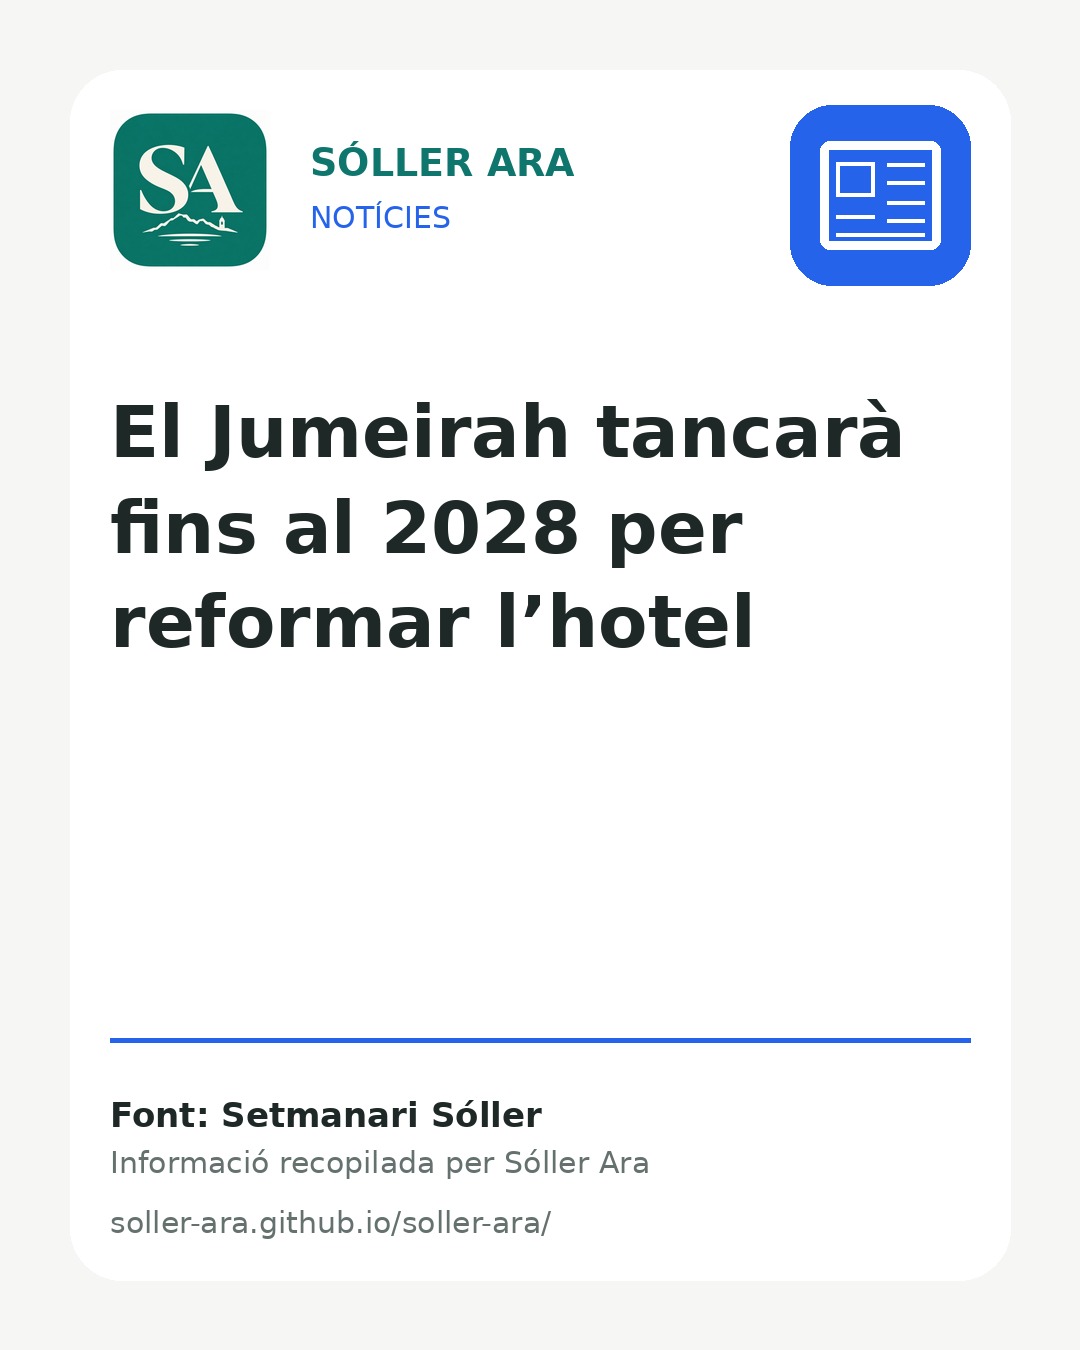 SA
SÓLLER ARA
NOTÍCIES
El Jumeirah tancarà
fins al 2028 per
reformar l’hotel
Font: Setmanari Sóller
Informació recopilada per Sóller Ara
soller-ara.github.io/soller-ara/